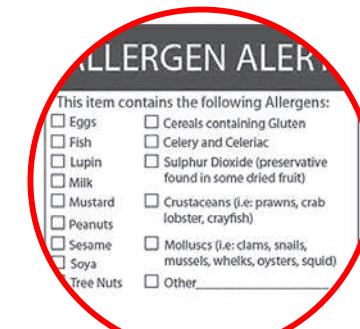 ALLERGEN ALERT
This item contains the following Allergens:
Eggs
Fish
Lupin
Milk
Mustard
Peanuts
Sesame
Soya
Tree Nuts
Cereals containing Gluten
Celery and Celeriac
Sulphur Dioxide (preservative
found in some dried fruit)
Crustaceans (i.e: prawns, crab
lobster, crayfish)
Molluscs (i.e: clams, snails,
mussels, whelks, oysters, squid)
Other